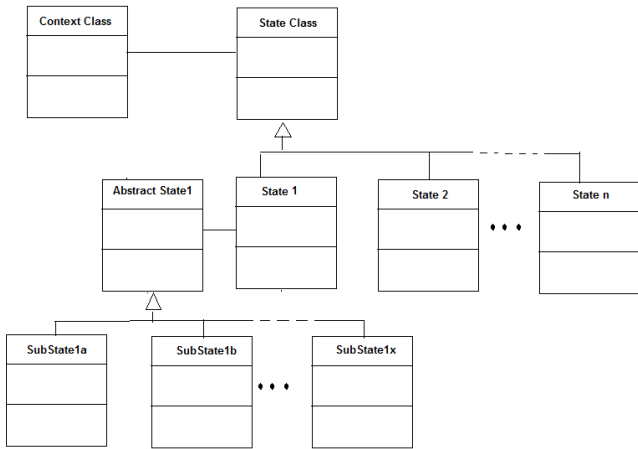 Context Class
State Class
Abstract State1
State 1
State 2
State n
SubState1a
SubState1b
SubState1x